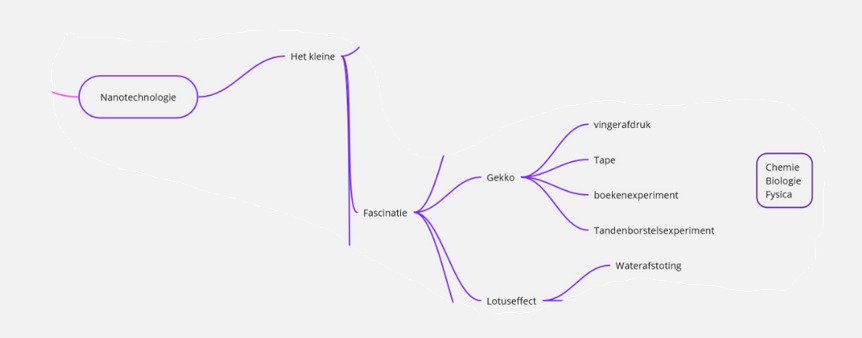 Het kleine
Nanotechnologie
vingerafdruk
Tape
Gekko
boekenexperiment
Fascinatie
Tandenborstelsexperiment
Waterafstoting
Lotuseffect
Chemie
Biologie
Fysica